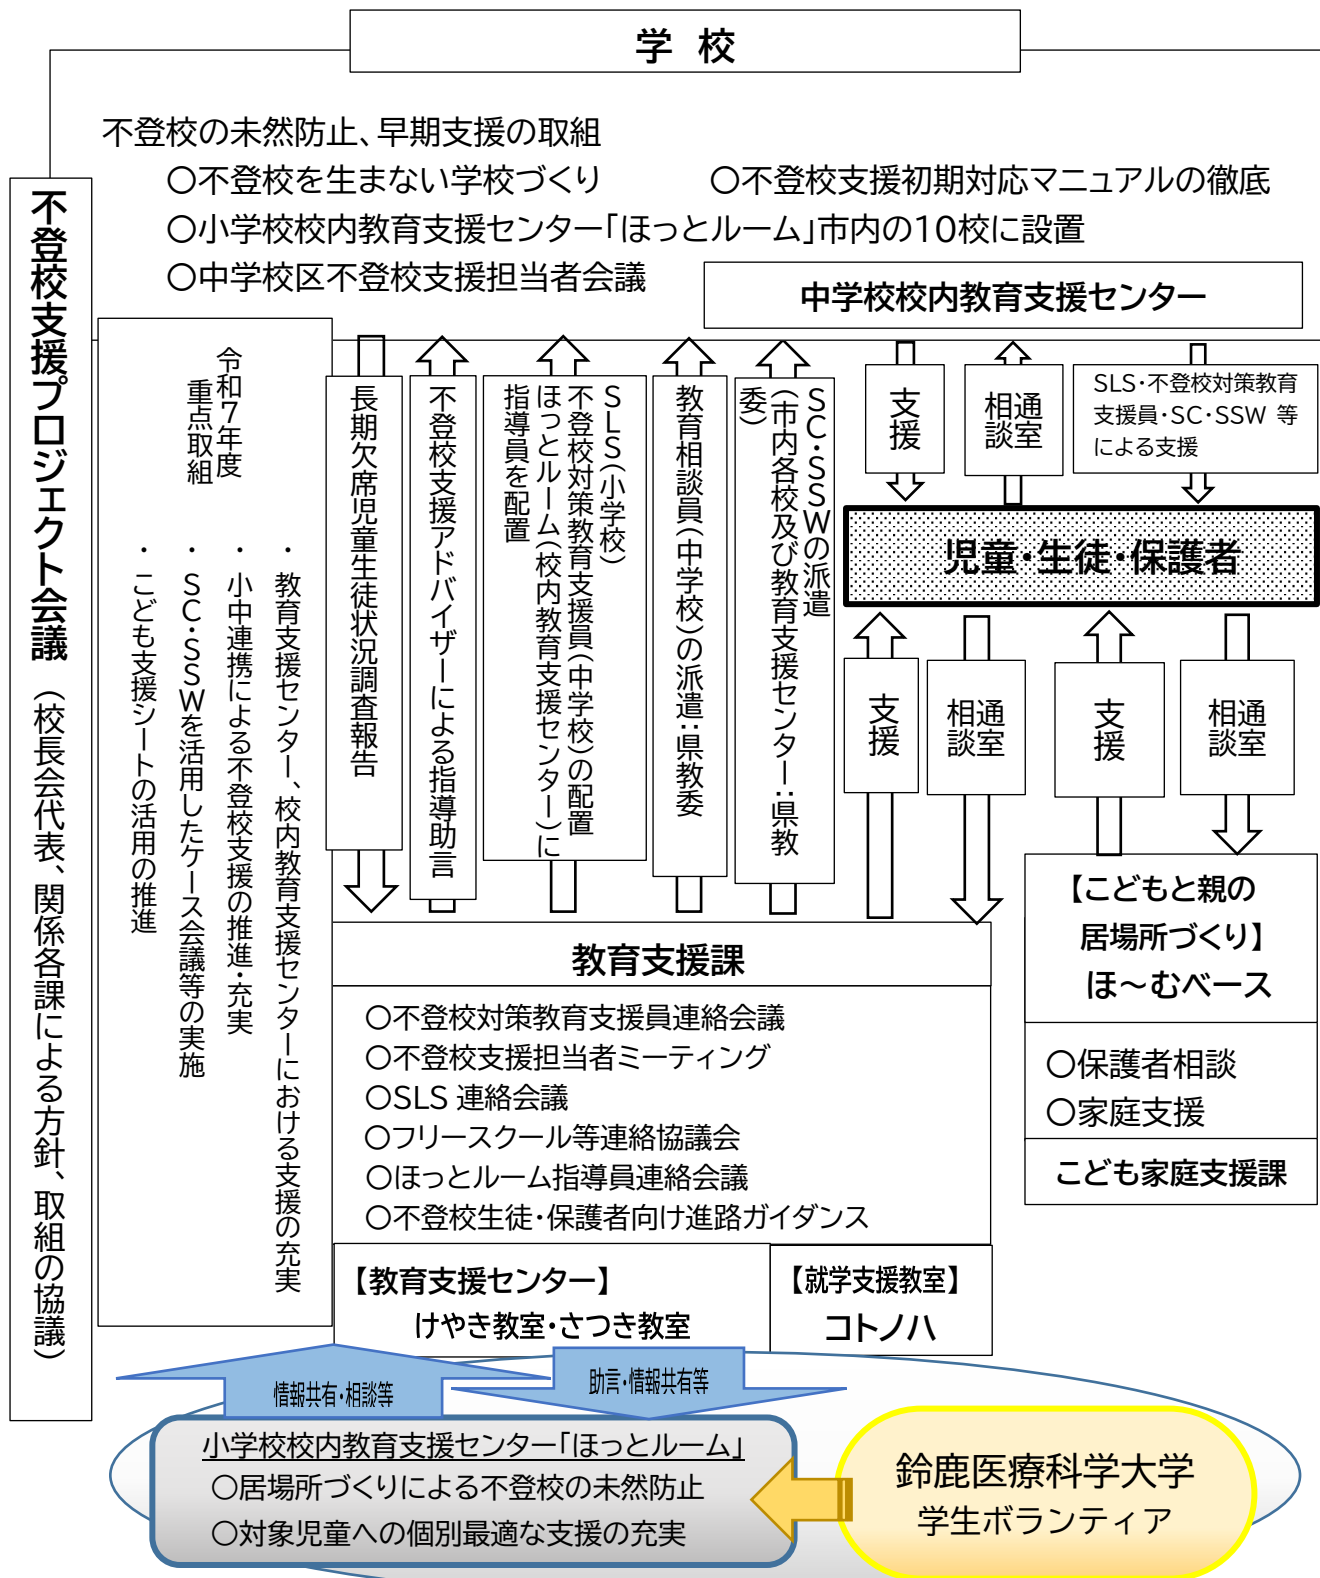 学 校
不登校の未然防止、早期支援の取組
〇不登校を生まない学校づくり
〇不登校支援初期対応マニュアルの徹底
〇小学校校内教育支援センター「ほっとルーム」市内の10校に設置
〇中学校区不登校支援担当者会議
中学校校内教育支援センター
不登校支援プロジェクト会議（校長会代表、関係各課による方針、取組の協議）
令和7年度
重点取組
・教育支援センター、校内教育支援センターにおける支援の充実
・小中連携による不登校支援の推進・充実
・SC・SSWを活用したケース会議等の実施
・こども支援シートの活用の推進
長期欠席児童生徒状況調査報告
不登校支援アドバイザーによる指導助言
SLS(小学校)
不登校対策教育支援員(中学校)の配置
ほっとルーム(校内教育支援センター)に
指導員を配置
教育相談員(中学校)の派遣:県教委
SC・SSWの派遣
(市内各校及び教育支援センター:県教
委)
支援
通室
相談
SLS・不登校対策教育
支援員・SC・SSW 等
による支援
児童・生徒・保護者
支援
通室
相談
支援
通室
相談
教育支援課
〇不登校対策教育支援員連絡会議
〇不登校支援担当者ミーティング
〇SLS 連絡会議
〇フリースクール等連絡協議会
〇ほっとルーム指導員連絡会議
〇不登校生徒・保護者向け進路ガイダンス
【教育支援センター】
けやき教室・さつき教室
【就学支援教室】
コトノハ
【こどもと親の
居場所づくり】
ほ～むベース
〇保護者相談
〇家庭支援
こども家庭支援課
情報共有・相談等
助言・情報共有等
小学校校内教育支援センター「ほっとルーム」
〇居場所づくりによる不登校の未然防止
〇対象児童への個別最適な支援の充実
鈴鹿医療科学大学
学生ボランティア